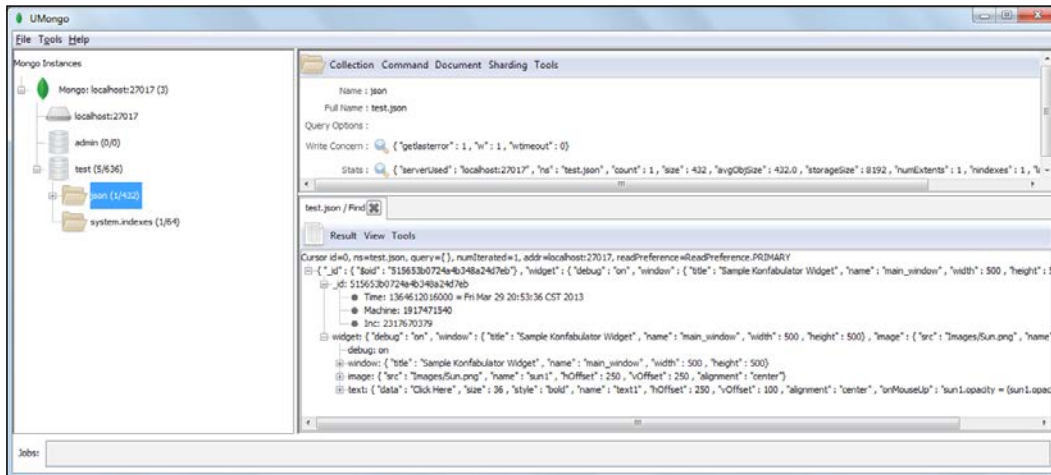 UMongo
File Tools Help
Mongo Instances
Mongo: localhost:27017 (3)
localhost:27017
admin (0/0)
test (5/636)
json (1/432)
system.indexes (1/64)
Collection Command Document Sharding Tools
Name : json
Full Name : test.json
Query Options :
Write Concern : { "getlasterror" : 1 , "w" : 1 , "wtimeout" : 0}
Stats : { "serverUsed" : "localhost:27017" , "ns" : "test.json" , "count" : 1 , "size" : 432 , "avgObjSize" : 432.0 , "storageSize" : 8192 , "numExtents" : 1 , "nindexes" : 1 ,
test.json / Find
Result View Tools
Cursor id=0, ns=test.json, query={}, numIterated=1, addr=localhost:27017, readPreference=ReadPreference.PRIMARY
{ "_id" : { "$oid" : "515653b0724a4b348a24d7eb"} , "widget" : { "debug" : "on" , "window" : { "title" : "Sample Konfabulator Widget" , "name" : "main_window" , "width" : 500 , "height" :
_id: 515653b0724a4b348a24d7eb
Time: 1364612016000 = Fri Mar 29 20:53:36 CST 2013
Machine: 1917471540
Inc: 2317670379
widget: { "debug" : "on" , "window" : { "title" : "Sample Konfabulator Widget" , "name" : "main_window" , "width" : 500 , "height" : 500} , "image" : { "src" : "Images/Sun.png" , "name"
debug: on
window: { "title" : "Sample Konfabulator Widget" , "name" : "main_window" , "width" : 500 , "height" : 500}
image: { "src" : "Images/Sun.png" , "name" : "sun1" , "hOffset" : 250 , "vOffset" : 250 , "alignment" : "center"}
text: { "data" : "Click Here" , "size" : 36 , "style" : "bold" , "name" : "text1" , "hOffset" : 250 , "vOffset" : 100 , "alignment" : "center" , "onMouseUp" : "sun1.opacity = (sun1.opac
Jobs: